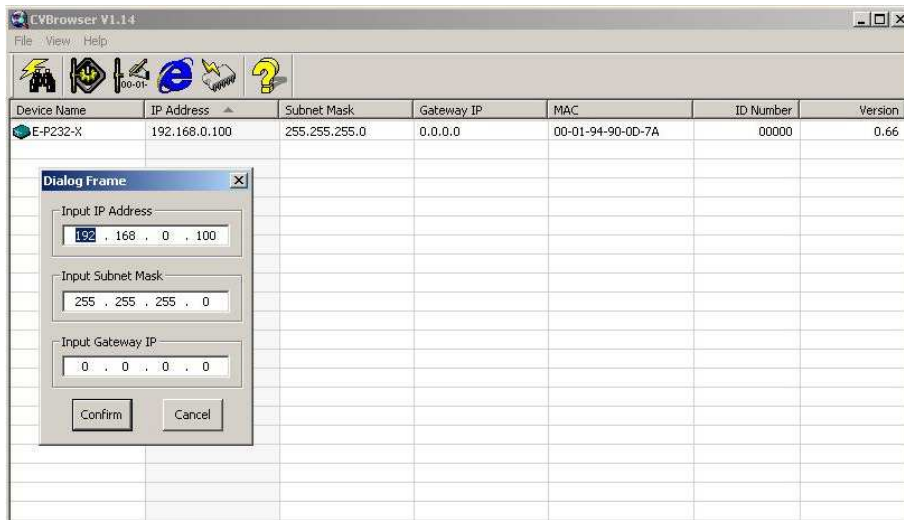 CVBrowser V1.14
File View Help
00-01-
Device Name IP Address Subnet Mask Gateway IP MAC ID Number Version
E-P232-X 192.168.0.100 255.255.255.0 0.0.0.0 00-01-94-90-0D-7A 00000 0.66
Dialog Frame
Input IP Address
192 . 168 . 0 . 100
Input Subnet Mask
255 . 255 . 255 . 0
Input Gateway IP
0 . 0 . 0 . 0
Confirm Cancel